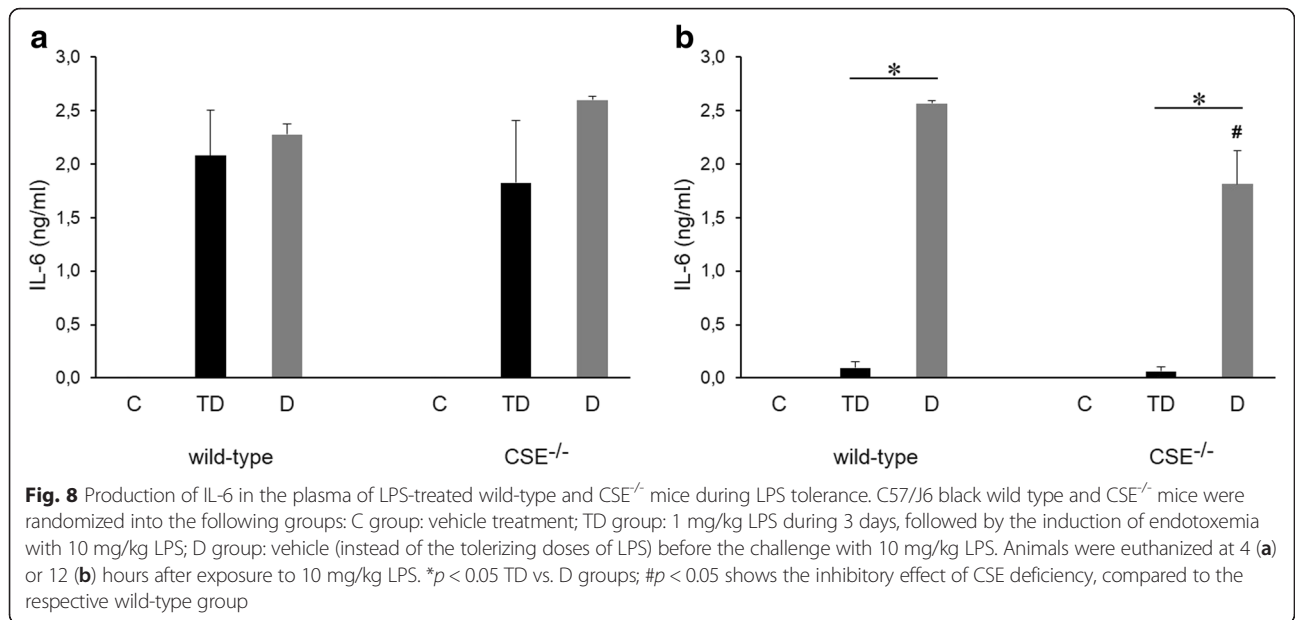 a
3,0
2,5
2,0
1,5
1,0
0,5
0,0
IL-6 (ng/ml)
C TD D C TD D
wild-type CSE-/-
b
3,0
2,5
2,0
1,5
1,0
0,5
0,0
IL-6 (ng/ml)
*
*
#
C TD D C TD D
wild-type CSE-/-
Fig. 8 Production of IL-6 in the plasma of LPS-treated wild-type and CSE-/- mice during LPS tolerance. C57/J6 black wild type and CSE-/- mice were
randomized into the following groups: C group: vehicle treatment; TD group: 1 mg/kg LPS during 3 days, followed by the induction of endotoxemia
with 10 mg/kg LPS; D group: vehicle (instead of the tolerizing doses of LPS) before the challenge with 10 mg/kg LPS. Animals were euthanized at 4 (a)
or 12 (b) hours after exposure to 10 mg/kg LPS. *p < 0.05 TD vs. D groups; #p < 0.05 shows the inhibitory effect of CSE deficiency, compared to the
respective wild-type group